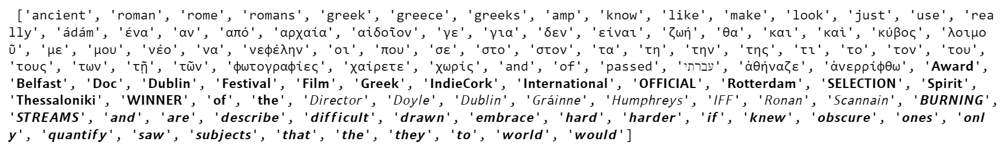 ['ancient', 'roman', 'rome', 'romans', 'greek', 'greece', 'greeks', 'amp', 'know', 'like', 'make', 'look', 'just', 'use', 'rea
lly', 'ádám', 'ένα', 'αν', 'από', 'αρχαία', 'αἰδοῖον', 'γε', 'για', 'δεν', 'είναι', 'ζωή', 'θα', 'και', 'καὶ', 'κύβος', 'λοιμο
ῦ', 'με', 'μου', 'νέο', 'να', 'νεφέλην', 'οι', 'που', 'σε', 'στο', 'στον', 'τα', 'τη', 'την', 'της', 'τι', 'το', 'τον', 'του',
'τους', 'των', 'τῇ', 'τῶν', 'φωτογραφίες', 'χαίρετε', 'χωρίς', 'and', 'of', 'passed', 'עברתי', 'ἀθήναζε', 'ἀνερρίφθω', '𝗔𝘄𝗮𝗿𝗱',
'𝗕𝗲𝗹𝗳𝗮𝘀𝘁', '𝗗𝗼𝗰', '𝗗𝘂𝗯𝗹𝗶𝗻', '𝗙𝗲𝘀𝘁𝗶𝘃𝗮𝗹', '𝗙𝗶𝗹𝗺', '𝗚𝗿𝗲𝗲𝗸', '𝗜𝗻𝗱𝗶𝗲𝗖𝗼𝗿𝗸', '𝗜𝗻𝘁𝗲𝗿𝗻𝗮𝘁𝗶𝗼𝗻𝗮𝗹', '𝗢𝗙𝗙𝗜𝗖𝗜𝗔𝗟', '𝗥𝗼𝘁𝘁𝗲𝗿𝗱𝗮𝗺', '𝗦𝗘𝗟𝗘𝗖𝗧𝗜𝗢𝗡', '𝗦𝗽𝗶𝗿𝗶𝘁',
'𝗧𝗵𝗲𝘀𝘀𝗮𝗹𝗼𝗻𝗶𝗸𝗶', '𝗪𝗜𝗡𝗡𝗘𝗥', '𝗼𝗳', '𝘁𝗵𝗲', '𝘋𝘪𝘳𝘦𝘤𝘵𝘰𝘳', '𝘋𝘰𝘺𝘭𝘦', '𝘋𝘶𝘣𝘭𝘪𝘯', '𝘎𝘳á𝘪𝘯𝘯𝘦', '𝘏𝘶𝘮𝘱𝘩𝘳𝘦𝘺𝘴', '𝘐𝘍𝘍', '𝘙𝘰𝘯𝘢𝘯', '𝘚𝘤𝘢𝘯𝘯𝘢𝘪𝘯', '𝘽𝙐𝙍𝙉𝙄𝙉𝙂',
'𝙎𝙏𝙍𝙀𝘼𝙈𝙎', '𝙖𝙣𝙙', '𝙖𝙧𝙚', '𝙙𝙚𝙨𝙘𝙧𝙞𝙗𝙚', '𝙙𝙞𝙛𝙛𝙞𝙘𝙪𝙡𝙩', '𝙙𝙧𝙖𝙬𝙣', '𝙚𝙢𝙗𝙧𝙖𝙘𝙚', '𝙝𝙖𝙧𝙙', '𝙝𝙖𝙧𝙙𝙚𝙧', '𝙞𝙛', '𝙠𝙣𝙚𝙬', '𝙤𝙗𝙨𝙘𝙪𝙧𝙚', '𝙤𝙣𝙚𝙨', '𝙤𝙣𝙡
𝙮', '𝙦𝙪𝙖𝙣𝙩𝙞𝙛𝙮', '𝙨𝙖𝙬', '𝙨𝙪𝙗𝙟𝙚𝙘𝙩𝙨', '𝙩𝙝𝙖𝙩', '𝙩𝙝𝙚', '𝙩𝙝𝙚𝙮', '𝙩𝙤', '𝙬𝙤𝙧𝙡𝙙', '𝙬𝙤𝙪𝙡𝙙']